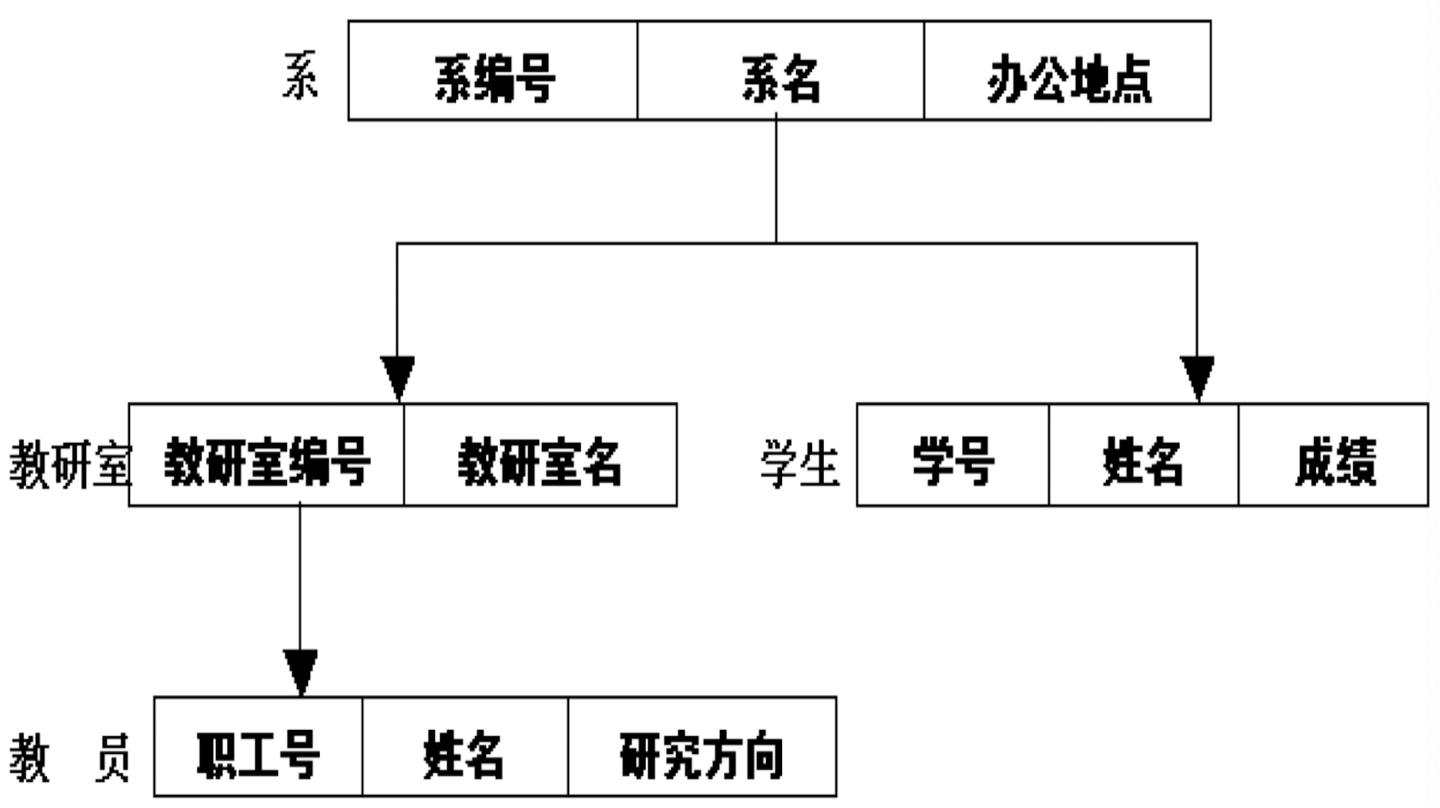 系 系编号 系名 办公地点
教研室 教研室编号 教研室名 学生 学号 姓名 成绩
教 员 职工号 姓名 研究方向